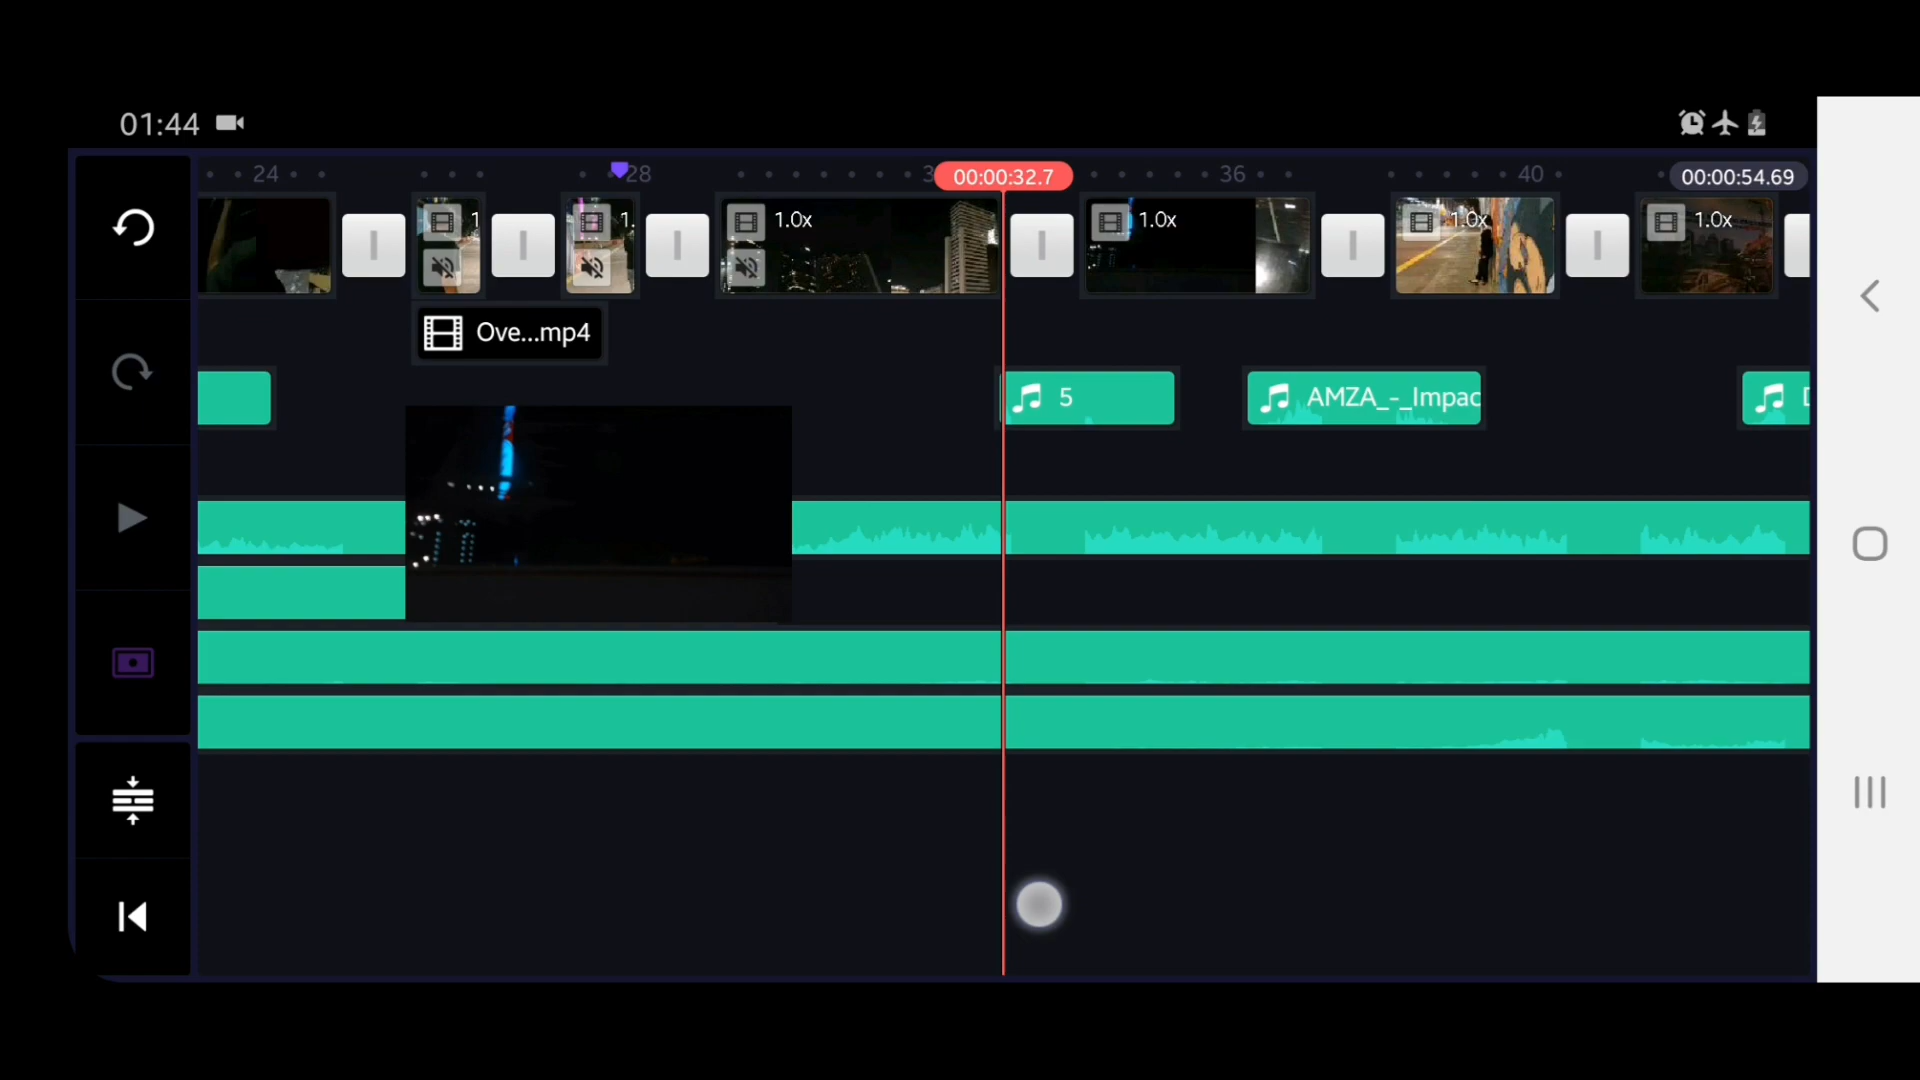 01:44
24 28 00:00:32.7 36 40 00:00:54.69
1 1. 1.0x 1.0x 1.0x 1.0x
Ove...mp4
5 AMZA_-_Impac